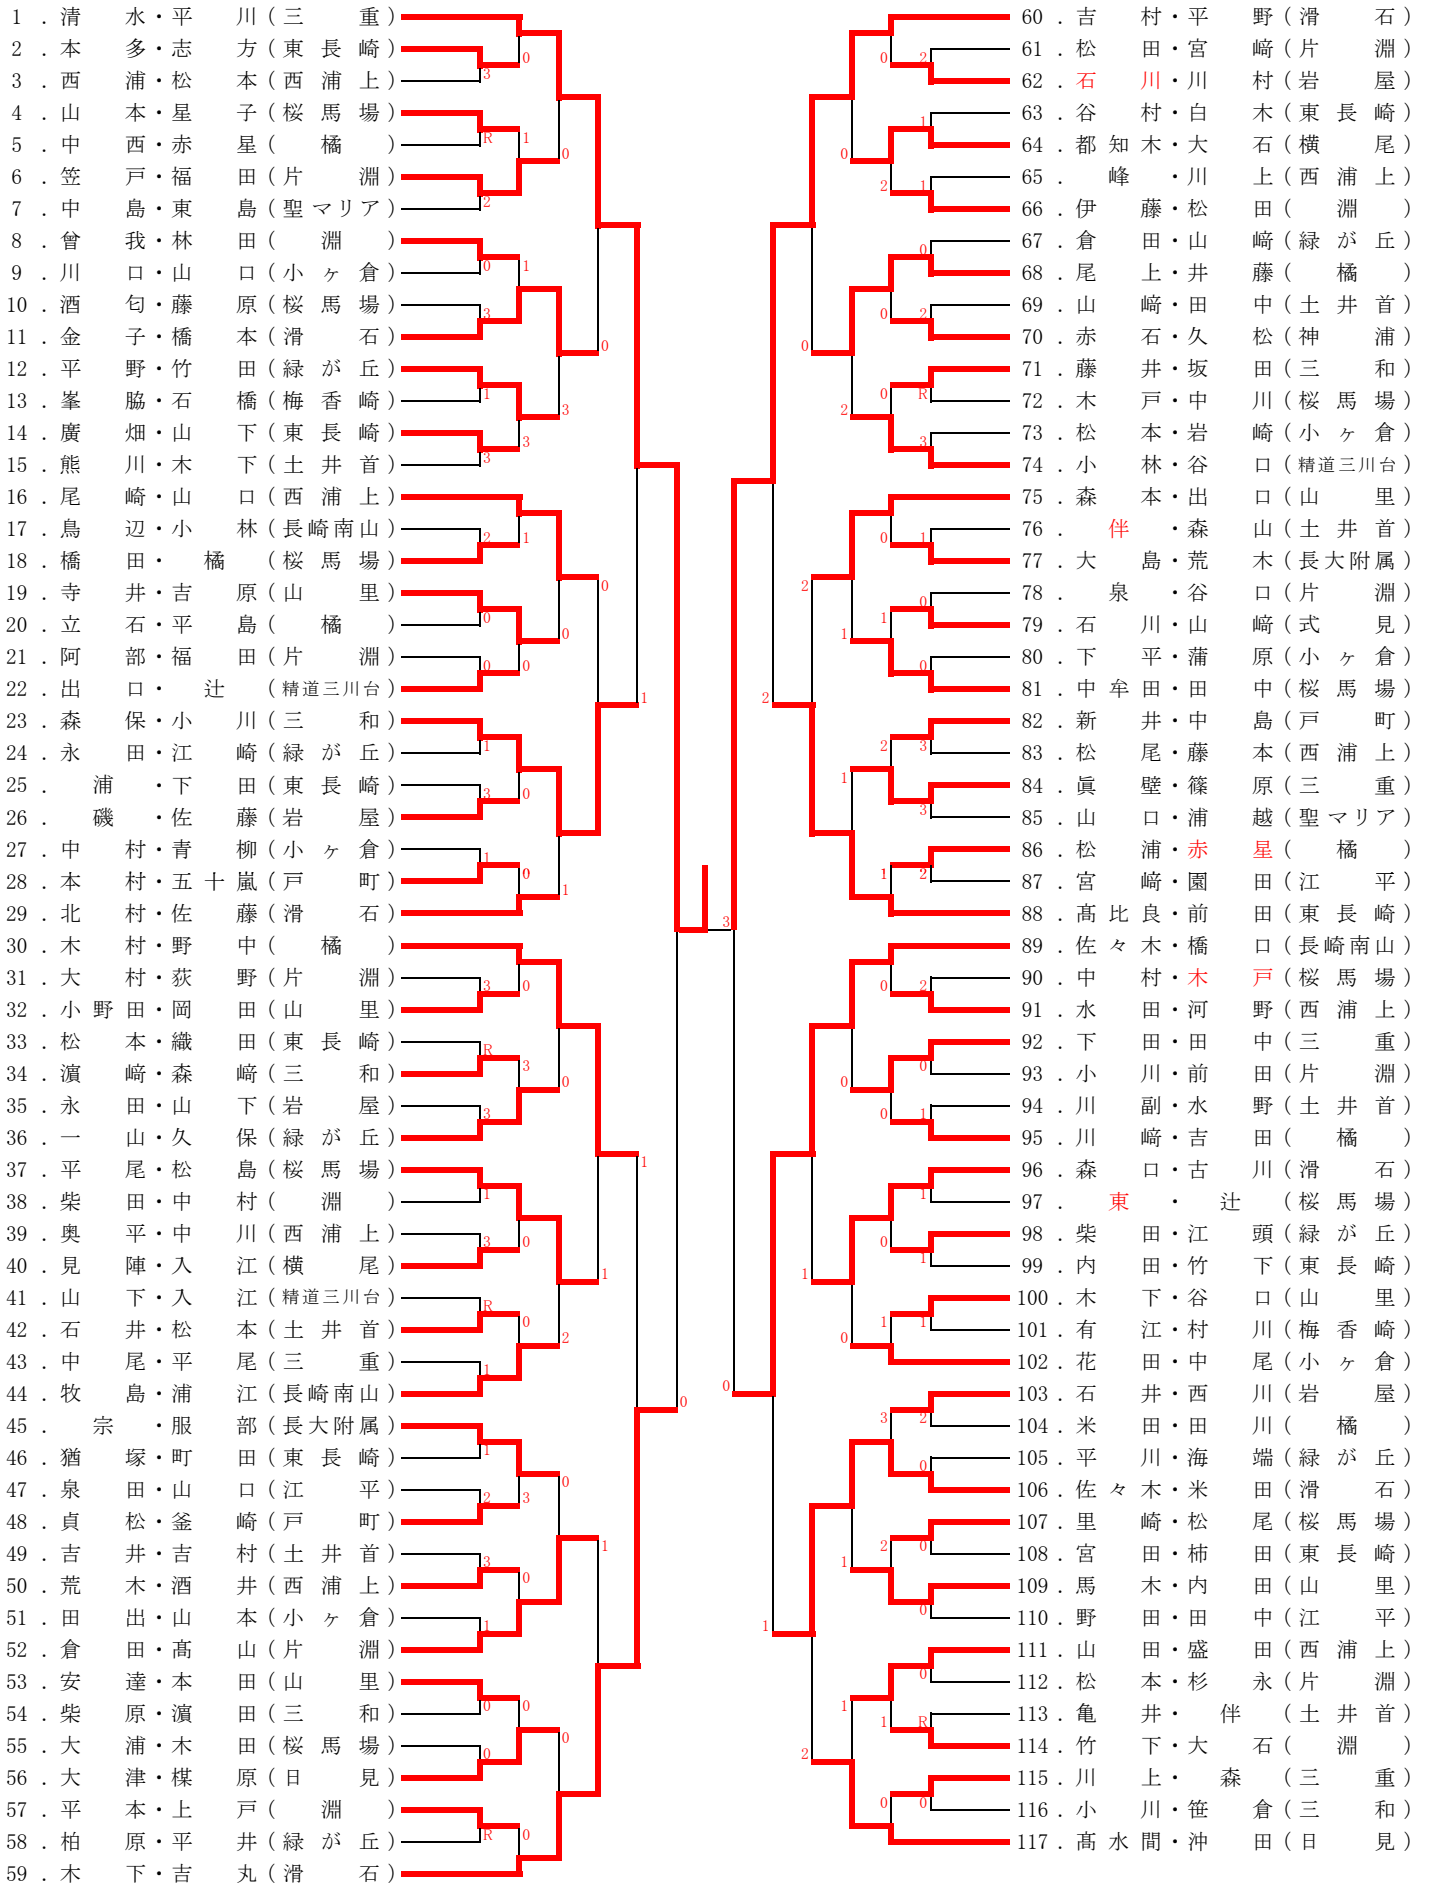 1 . 清水・平川(三重)
2 . 本多・志方(東長崎)
3 . 西浦・松本(西浦上)
4 . 山本・星子(桜馬場)
5 . 中西・赤星(橘)
6 . 笠戸・福田(片淵)
7 . 中島・東島(聖マリア)
8 . 曾我・林田(淵)
9 . 川口・山口(小ヶ倉)
10 . 酒匂・藤原(桜馬場)
11 . 金子・橋本(滑石)
12 . 平野・竹田(緑が丘)
13 . 峯脇・石橋(梅香崎)
14 . 廣畑・山下(東長崎)
15 . 熊川・木下(土井首)
16 . 尾崎・山口(西浦上)
17 . 鳥辺・小林(長崎南山)
18 . 橋田・橘(桜馬場)
19 . 寺井・吉原(山里)
20 . 立石・平島(橘)
21 . 阿部・福田(片淵)
22 . 出口・辻(精道三川台)
23 . 森保・小川(三和)
24 . 永田・江崎(緑が丘)
25 . 浦・下田(東長崎)
26 . 磯・佐藤(岩屋)
27 . 中村・青柳(小ヶ倉)
28 . 本村・五十嵐(戸町)
29 . 北村・佐藤(滑石)
30 . 木村・野中(橘)
31 . 大村・荻野(片淵)
32 . 小野田・岡田(山里)
33 . 松本・織田(東長崎)
34 . 濵﨑・森﨑(三和)
35 . 永田・山下(岩屋)
36 . 一山・久保(緑が丘)
37 . 平尾・松島(桜馬場)
38 . 柴田・中村(淵)
39 . 奥平・中川(西浦上)
40 . 見陣・入江(横尾)
41 . 山下・入江(精道三川台)
42 . 石井・松本(土井首)
43 . 中尾・平尾(三重)
44 . 牧島・浦江(長崎南山)
45 . 宗・服部(長大附属)
46 . 猶塚・町田(東長崎)
47 . 泉田・山口(江平)
48 . 貞松・釜崎(戸町)
49 . 吉井・吉村(土井首)
50 . 荒木・酒井(西浦上)
51 . 田出・山本(小ヶ倉)
52 . 倉田・髙山(片淵)
53 . 安達・本田(山里)
54 . 柴原・濵田(三和)
55 . 大浦・木田(桜馬場)
56 . 大津・楳原(日見)
57 . 平本・上戸(淵)
58 . 柏原・平井(緑が丘)
59 . 木下・吉丸(滑石)
60 . 吉村・平野(滑石)
61 . 松田・宮﨑(片淵)
62 . 石川・川村(岩屋)
63 . 谷村・白木(東長崎)
64 . 都知木・大石(横尾)
65 . 峰・川上(西浦上)
66 . 伊藤・松田(淵)
67 . 倉田・山﨑(緑が丘)
68 . 尾上・井藤(橘)
69 . 山﨑・田中(土井首)
70 . 赤石・久松(神浦)
71 . 藤井・坂田(三和)
72 . 木戸・中川(桜馬場)
73 . 松本・岩崎(小ヶ倉)
74 . 小林・谷口(精道三川台)
75 . 森本・出口(山里)
76 . 伴・森山(土井首)
77 . 大島・荒木(長大附属)
78 . 泉・谷口(片淵)
79 . 石川・山﨑(式見)
80 . 下平・蒲原(小ヶ倉)
81 . 中牟田・田中(桜馬場)
82 . 新井・中島(戸町)
83 . 松尾・藤本(西浦上)
84 . 眞壁・篠原(三重)
85 . 山口・浦越(聖マリア)
86 . 松浦・赤星(橘)
87 . 宮﨑・園田(江平)
88 . 髙比良・前田(東長崎)
89 . 佐々木・橋口(長崎南山)
90 . 中村・木戸(桜馬場)
91 . 水田・河野(西浦上)
92 . 下田・田中(三重)
93 . 小川・前田(片淵)
94 . 川副・水野(土井首)
95 . 川﨑・吉田(橘)
96 . 森口・古川(滑石)
97 . 東・辻(桜馬場)
98 . 柴田・江頭(緑が丘)
99 . 内田・竹下(東長崎)
100 . 木下・谷口(山里)
101 . 有江・村川(梅香崎)
102 . 花田・中尾(小ヶ倉)
103 . 石井・西川(岩屋)
104 . 米田・田川(橘)
105 . 平川・海端(緑が丘)
106 . 佐々木・米田(滑石)
107 . 里崎・松尾(桜馬場)
108 . 宮田・柿田(東長崎)
109 . 馬木・内田(山里)
110 . 野田・田中(江平)
111 . 山田・盛田(西浦上)
112 . 松本・杉永(片淵)
113 . 亀井・伴(土井首)
114 . 竹下・大石(淵)
115 . 川上・森(三重)
116 . 小川・笹倉(三和)
117 . 髙水間・沖田(日見)